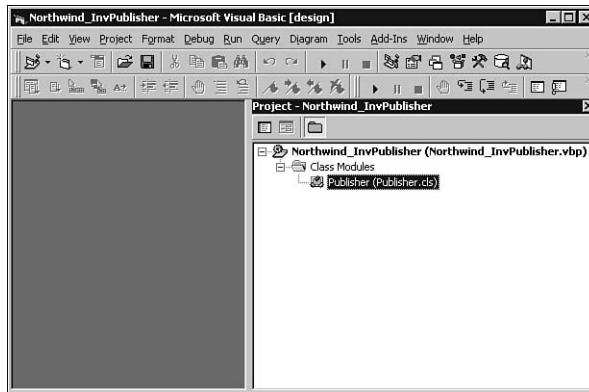 Northwind_InvPublisher - Microsoft Visual Basic [design]
File Edit View Project Format Debug Run Query Diagram Tools Add-Ins Window Help
Project - Northwind_InvPublisher
Northwind_InvPublisher (Northwind_InvPublisher.vbp)
Class Modules
Publisher (Publisher.cls)